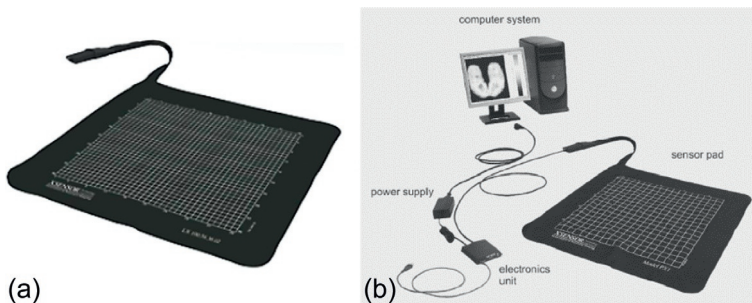 computer system
XSENSOR
(a)
sensor pad
power supply
XSENSOR
electronics
unit
(b)